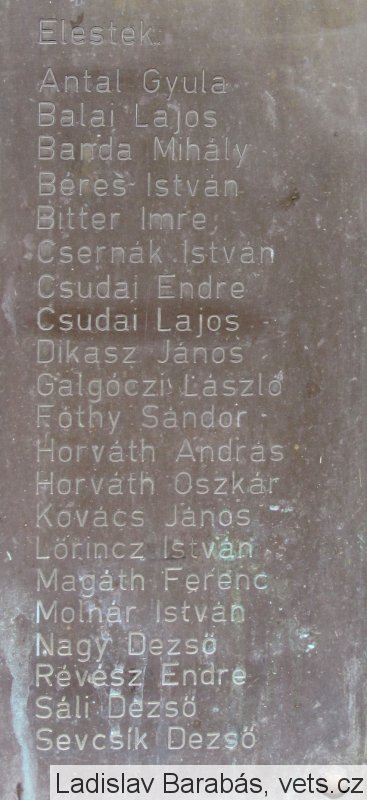 Elestek:
Antal Gyula
Balai Lajos
Banda Mihály
Béres István
Bitter Imre
Csernák István
Csudai Endre
Csudai Lajos
Dikasz János
Galgóczi László
Fóthy Sándor
Horváth András
Horváth Oszkár
Kovács János
Lőrincz István
Magáth Ferenc
Molnár István
Nagy Dezső
Révész Endre
Sáli Dezső
Sevcsík Dezső
Ladislav Barabás, vets.cz